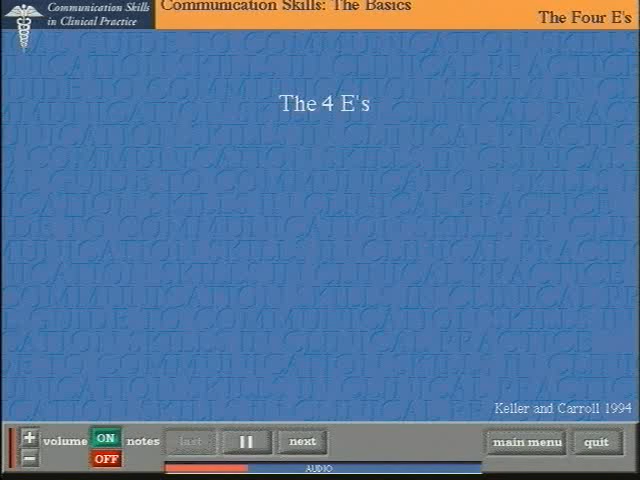 Communication Skills
in Clinical Practice
Communication Skills: The Basics
The Four E's
The 4 E's
Keller and Carroll 1994
+
-
volume
ON
OFF
notes
last
next
main menu
quit
AUDIO